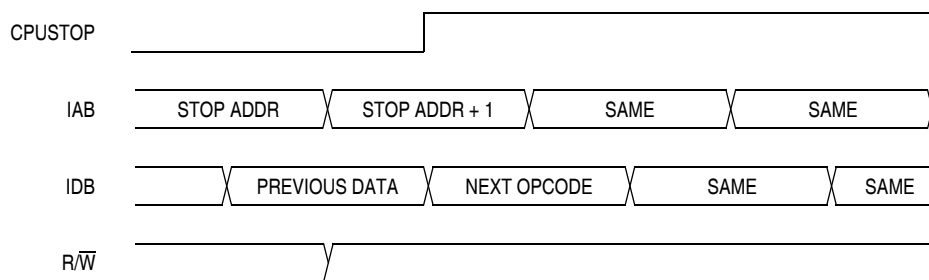 CPUSTOP
IAB STOP ADDR STOP ADDR + 1 SAME SAME
IDB PREVIOUS DATA NEXT OPCODE SAME SAME
R/W̅